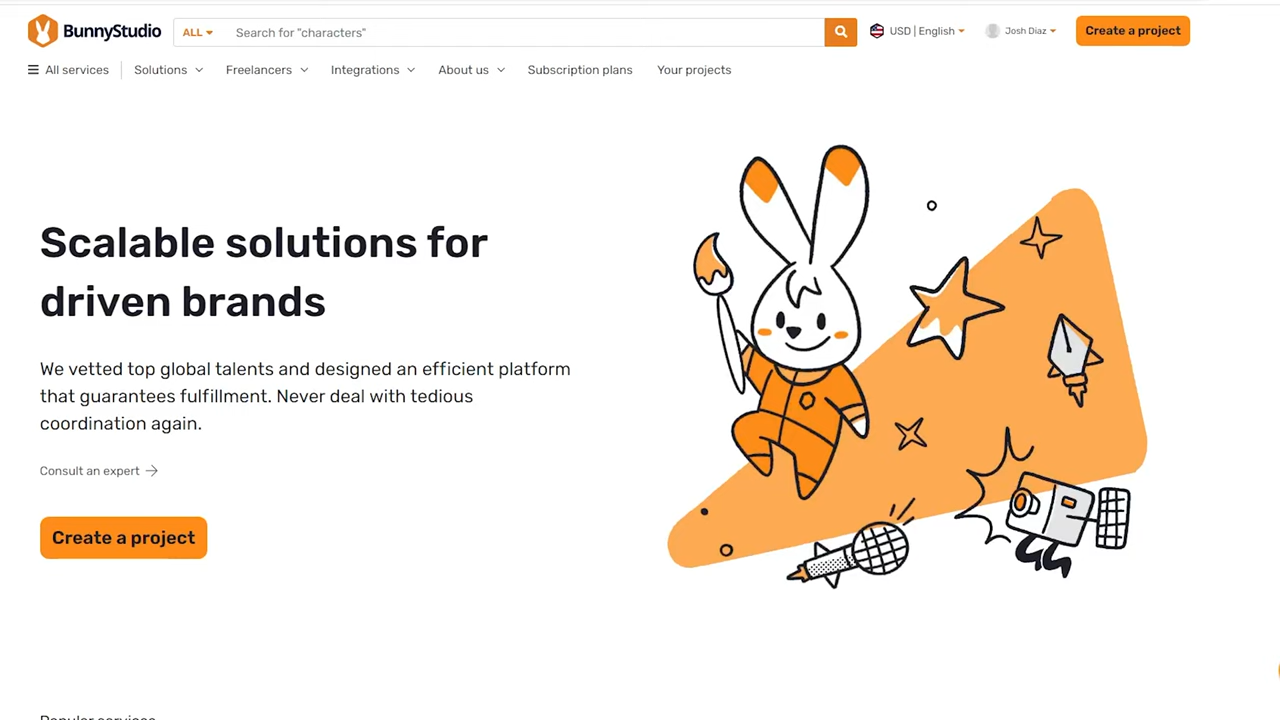 BunnyStudio
ALL
Search for "characters"
USD | English
Josh Diaz
Create a project
All services
Solutions
Freelancers
Integrations
About us
Subscription plans
Your projects
Scalable solutions for
driven brands
We vetted top global talents and designed an efficient platform
that guarantees fulfillment. Never deal with tedious
coordination again.
Consult an expert →
Create a project
Popular services